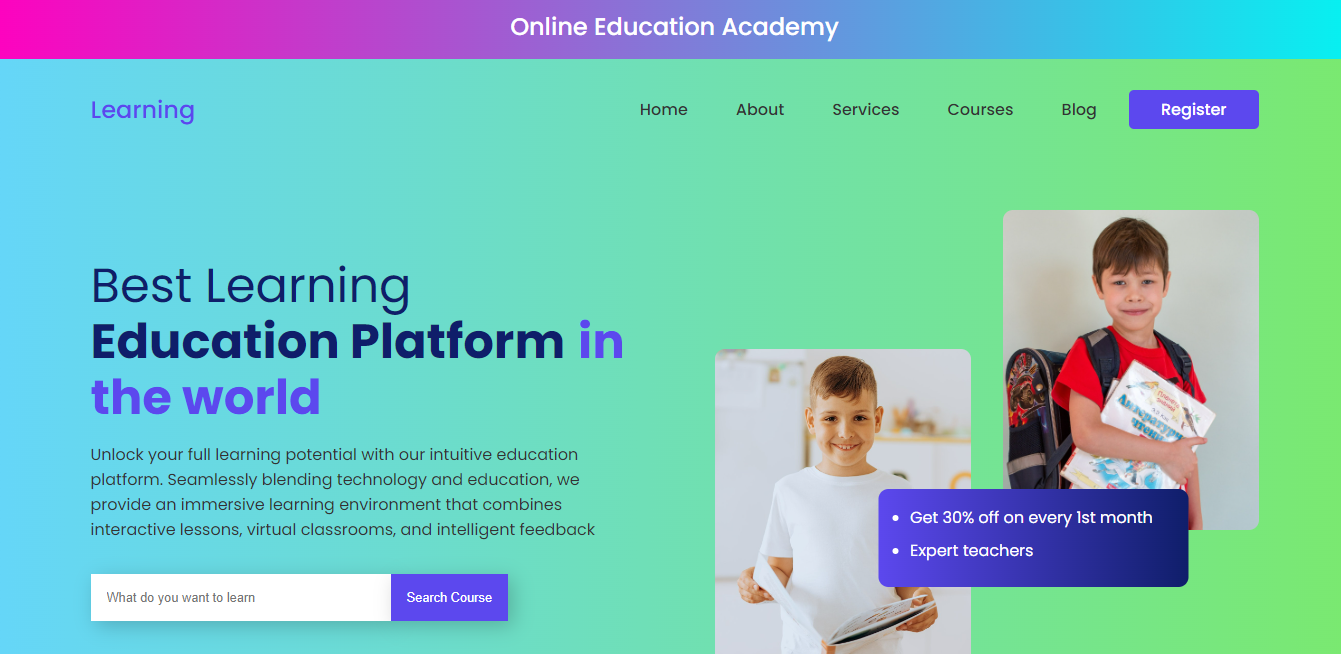 Online Education Academy
Learning
Home About Services Courses Blog Register
Best Learning
Education Platform in
the world
Unlock your full learning potential with our intuitive education
platform. Seamlessly blending technology and education, we
provide an immersive learning environment that combines
interactive lessons, virtual classrooms, and intelligent feedback
What do you want to learn Search Course
Get 30% off on every 1st month
Expert teachers